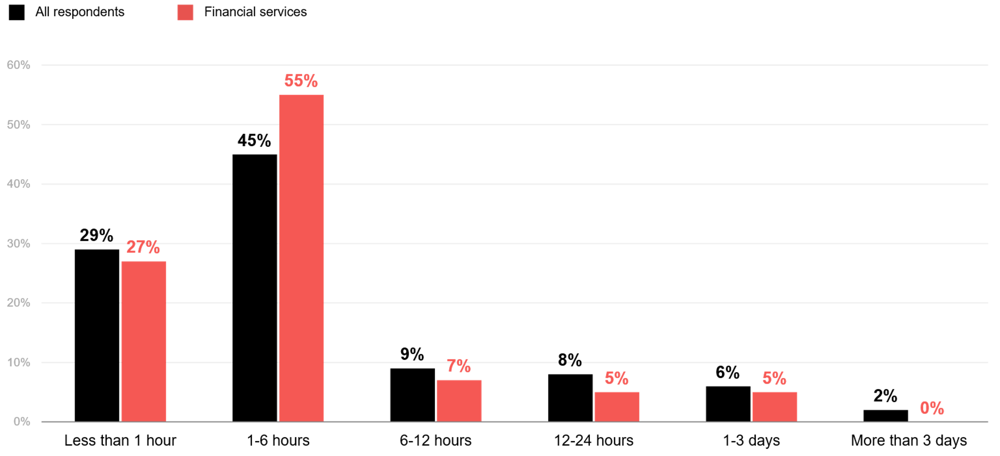 All respondents
Financial services
60%
55%
50%
45%
40%
29%
30%
27%
20%
9%
10%
7%
8%
5%
6%
5%
2%
0%
0%
Less than 1 hour
1-6 hours
6-12 hours
12-24 hours
1-3 days
More than 3 days